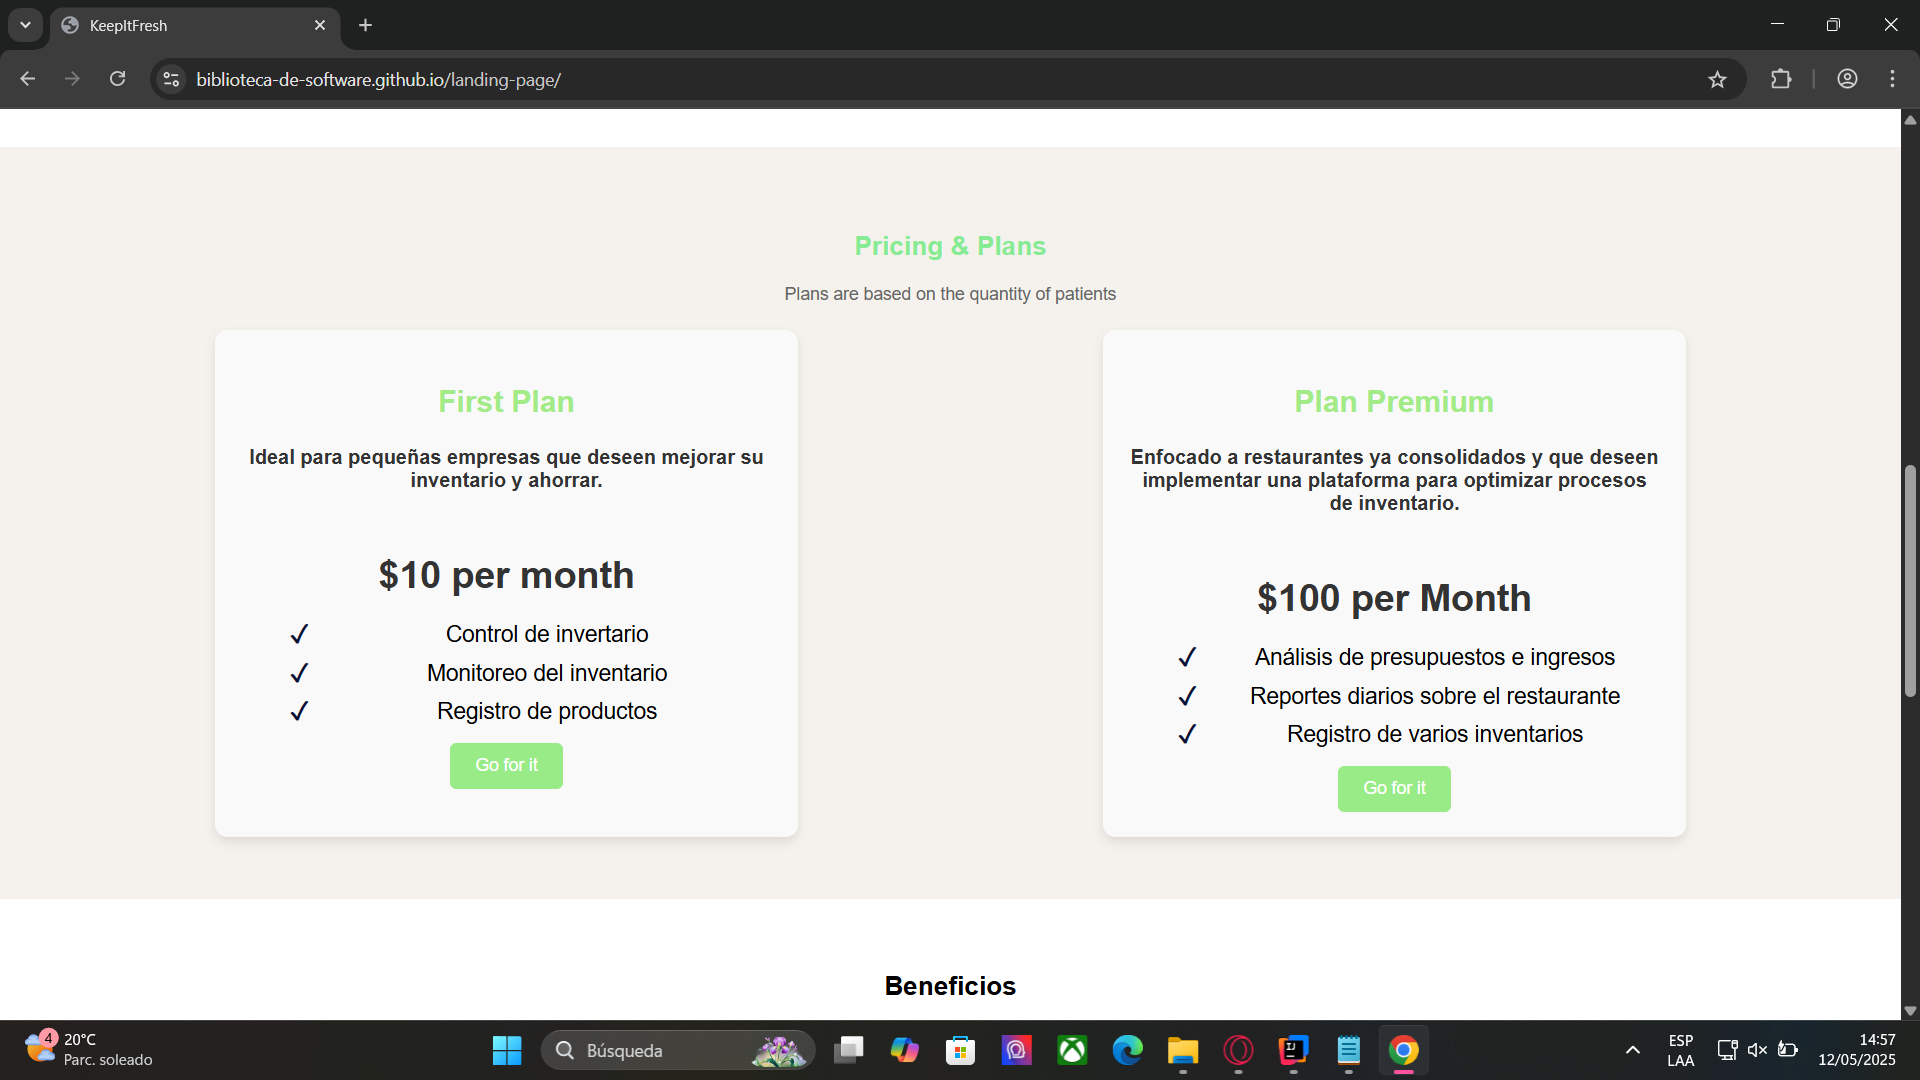 KeepItFresh
biblioteca-de-software.github.io/landing-page/
Pricing & Plans
Plans are based on the quantity of patients
First Plan
Ideal para pequeñas empresas que deseen mejorar su
inventario y ahorrar.
$10 per month
✓ Control de invertario
✓ Monitoreo del inventario
✓ Registro de productos
Go for it
Plan Premium
Enfocado a restaurantes ya consolidados y que deseen
implementar una plataforma para optimizar procesos
de inventario.
$100 per Month
✓ Análisis de presupuestos e ingresos
✓ Reportes diarios sobre el restaurante
✓ Registro de varios inventarios
Go for it
Beneficios
4
20°C
Parc. soleado
Búsqueda
IJ
ESP
LAA
14:57
12/05/2025